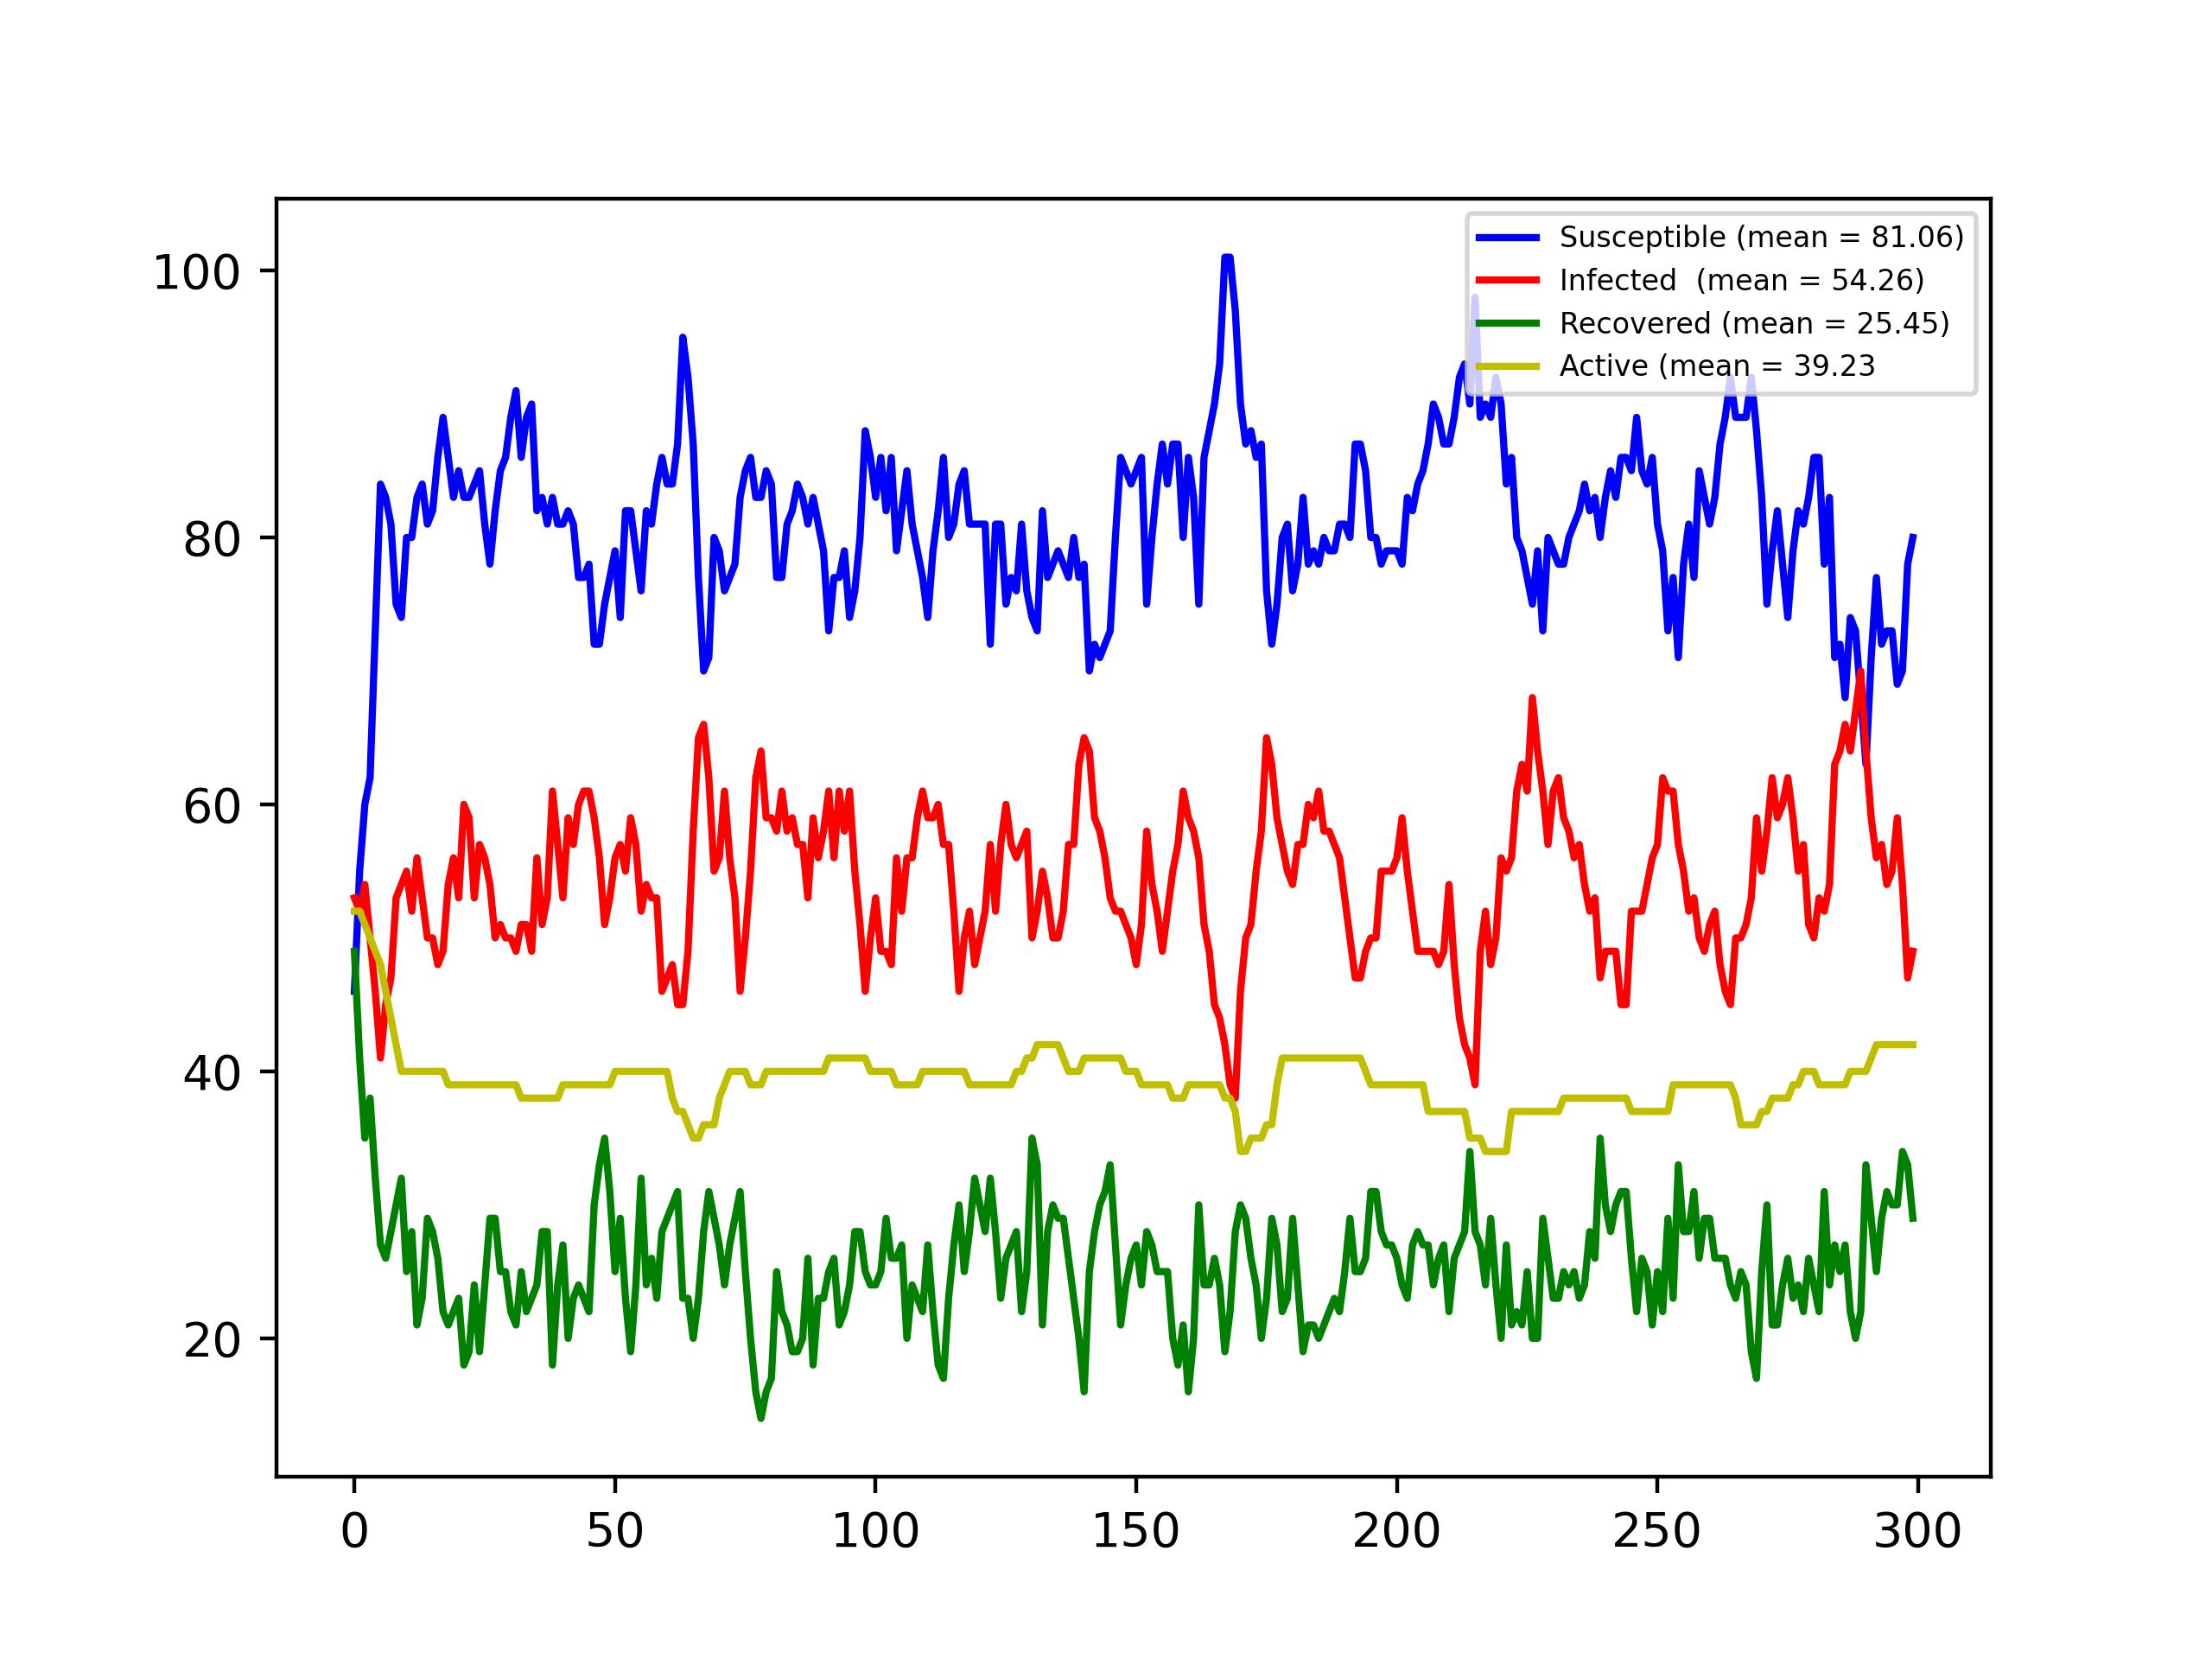 Susceptible (mean = 81.06)
Infected  (mean = 54.26)
Recovered (mean = 25.45)
Active (mean = 39.23
100
80
60
40
20
0 50 100 150 200 250 300